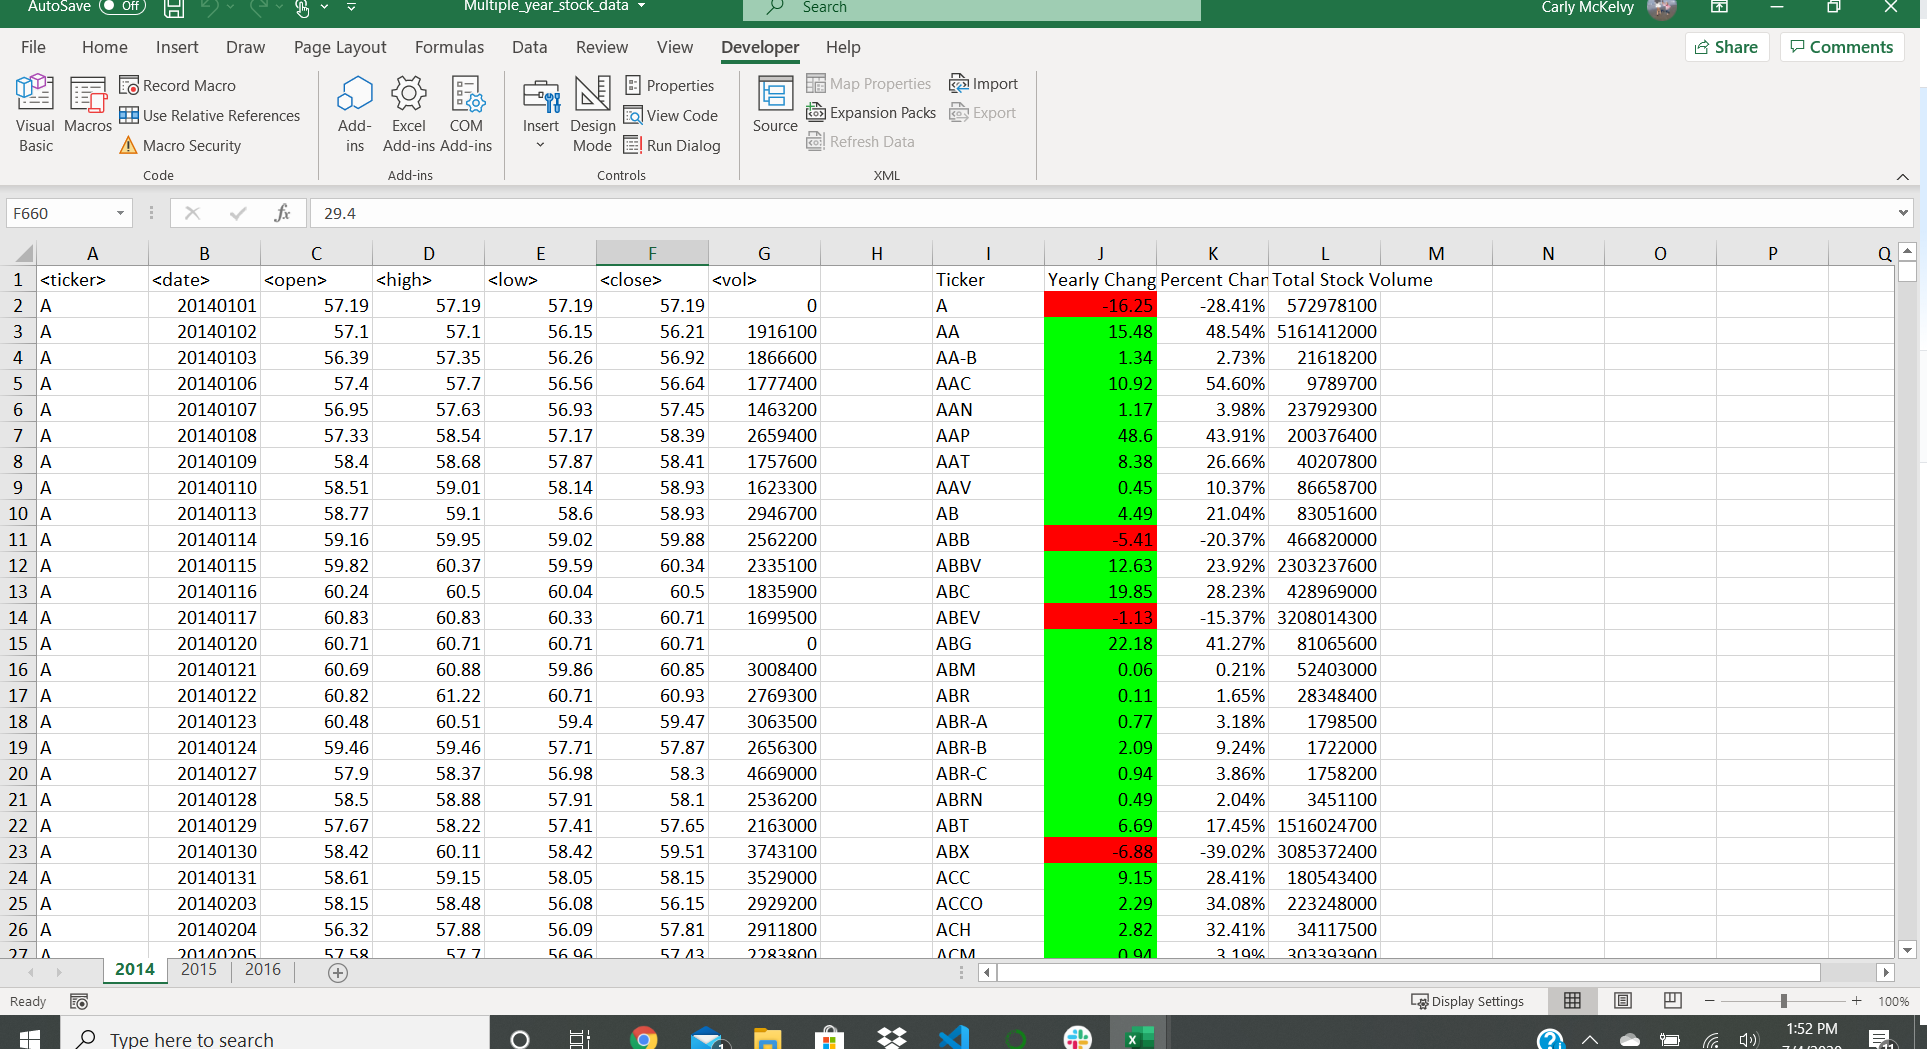 AutoSave Off Multiple_year_stock_data Search Carly McKelvy
File Home Insert Draw Page Layout Formulas Data Review View Developer Help Share Comments
Visual Basic Macros Record Macro Use Relative References Macro Security
Code
Add-ins Excel Add-ins COM Add-ins
Add-ins
Insert Design Mode Properties View Code Run Dialog
Controls
Source Map Properties Expansion Packs Refresh Data Import Export
XML
F660 fx 29.4
A B C D E F G H I J K L M N O P Q
1 <ticker> <date> <open> <high> <low> <close> <vol> Ticker Yearly Chang Percent Char Total Stock Volume
2 A 20140101 57.19 57.19 57.19 57.19 0 A -16.25 -28.41% 572978100
3 A 20140102 57.1 57.1 56.15 56.21 1916100 AA 15.48 48.54% 5161412000
4 A 20140103 56.39 57.35 56.26 56.92 1866600 AA-B 1.34 2.73% 21618200
5 A 20140106 57.4 57.7 56.56 56.64 1777400 AAC 10.92 54.60% 9789700
6 A 20140107 56.95 57.63 56.93 57.45 1463200 AAN 1.17 3.98% 237929300
7 A 20140108 57.33 58.54 57.17 58.39 2659400 AAP 48.6 43.91% 200376400
8 A 20140109 58.4 58.68 57.87 58.41 1757600 AAT 8.38 26.66% 40207800
9 A 20140110 58.51 59.01 58.14 58.93 1623300 AAV 0.45 10.37% 86658700
10 A 20140113 58.77 59.1 58.6 58.93 2946700 AB 4.49 21.04% 83051600
11 A 20140114 59.16 59.95 59.02 59.88 2562200 ABB -5.41 -20.37% 466820000
12 A 20140115 59.82 60.37 59.59 60.34 2335100 ABBV 12.63 23.92% 2303237600
13 A 20140116 60.24 60.5 60.04 60.5 1835900 ABC 19.85 28.23% 428969000
14 A 20140117 60.83 60.83 60.33 60.71 1699500 ABEV -1.13 -15.37% 3208014300
15 A 20140120 60.71 60.71 60.71 60.71 0 ABG 22.18 41.27% 81065600
16 A 20140121 60.69 60.88 59.86 60.85 3008400 ABM 0.06 0.21% 52403000
17 A 20140122 60.82 61.22 60.71 60.93 2769300 ABR 0.11 1.65% 28348400
18 A 20140123 60.48 60.51 59.4 59.47 3063500 ABR-A 0.77 3.18% 1798500
19 A 20140124 59.46 59.46 57.71 57.87 2656300 ABR-B 2.09 9.24% 1722000
20 A 20140127 57.9 58.37 56.98 58.3 4669000 ABR-C 0.94 3.86% 1758200
21 A 20140128 58.5 58.88 57.91 58.1 2536200 ABRN 0.49 2.04% 3451100
22 A 20140129 57.67 58.22 57.41 57.65 2163000 ABT 6.69 17.45% 1516024700
23 A 20140130 58.42 60.11 58.42 59.51 3743100 ABX -6.88 -39.02% 3085372400
24 A 20140131 58.61 59.15 58.05 58.15 3529000 ACC 9.15 28.41% 180543400
25 A 20140203 58.15 58.48 56.08 56.15 2929200 ACCO 2.29 34.08% 223248000
26 A 20140204 56.32 57.88 56.09 57.81 2911800 ACH 2.82 32.41% 34117500
27 A 20140205 57.58 57.7 56.96 57.43 2283800 ACM 0.94 3.19% 303393900
2014 2015 2016
Ready Display Settings 100%
Type here to search 1:52 PM